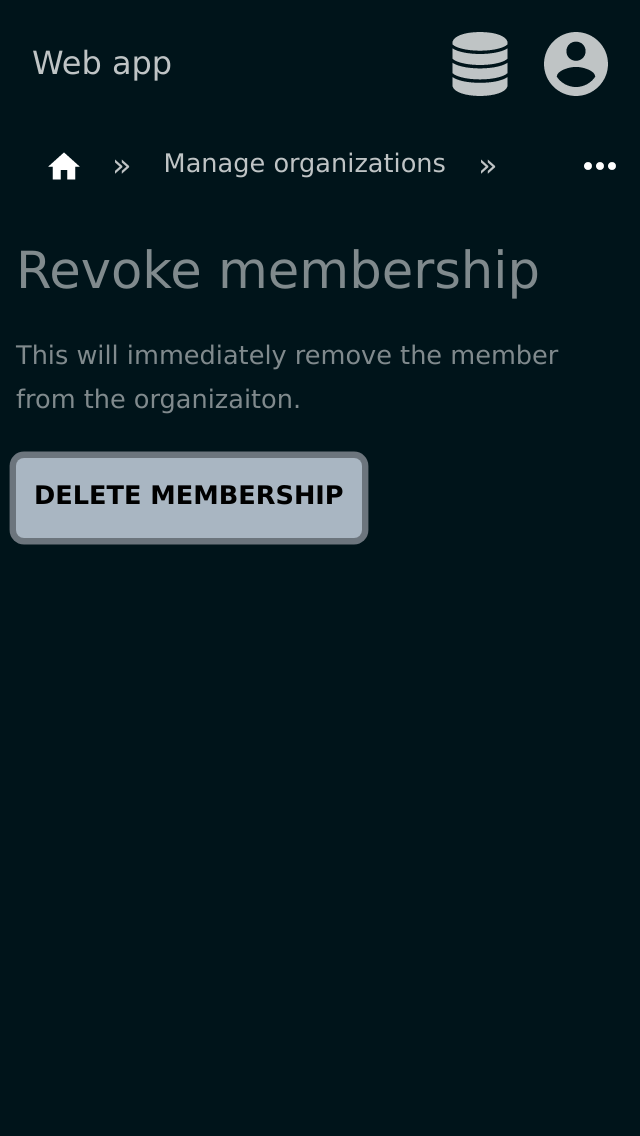 Web app
» Manage organizations »
Revoke membership
This will immediately remove the member
from the organizaiton.
DELETE MEMBERSHIP